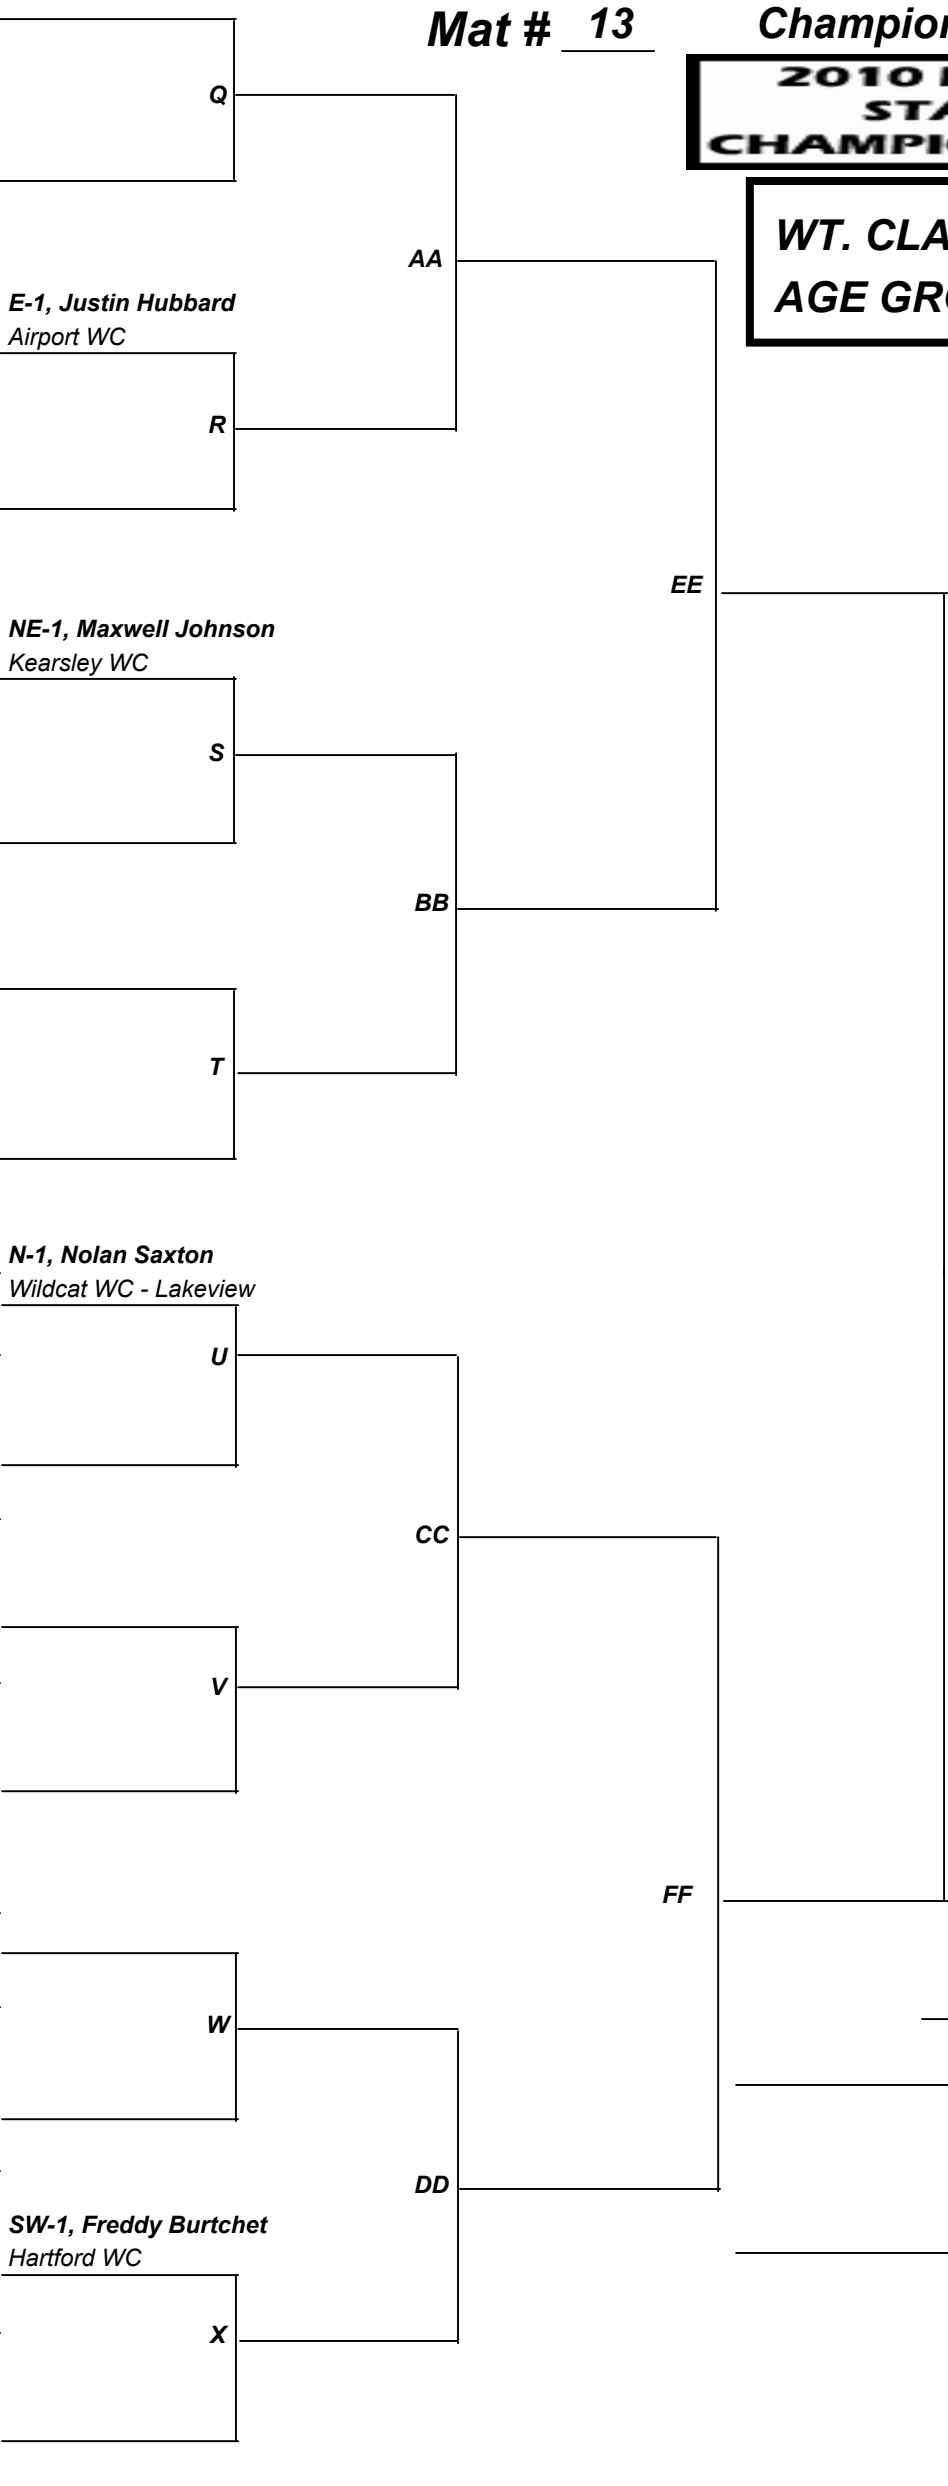 Mat # 13
Champion
2010
STA
CHAMPI
WT. CLA
AGE GR
Q
AA
E-1, Justin Hubbard
Airport WC
R
EE
NE-1, Maxwell Johnson
Kearsley WC
S
BB
T
N-1, Nolan Saxton
Wildcat WC - Lakeview
U
CC
V
FF
W
DD
SW-1, Freddy Burtchet
Hartford WC
X